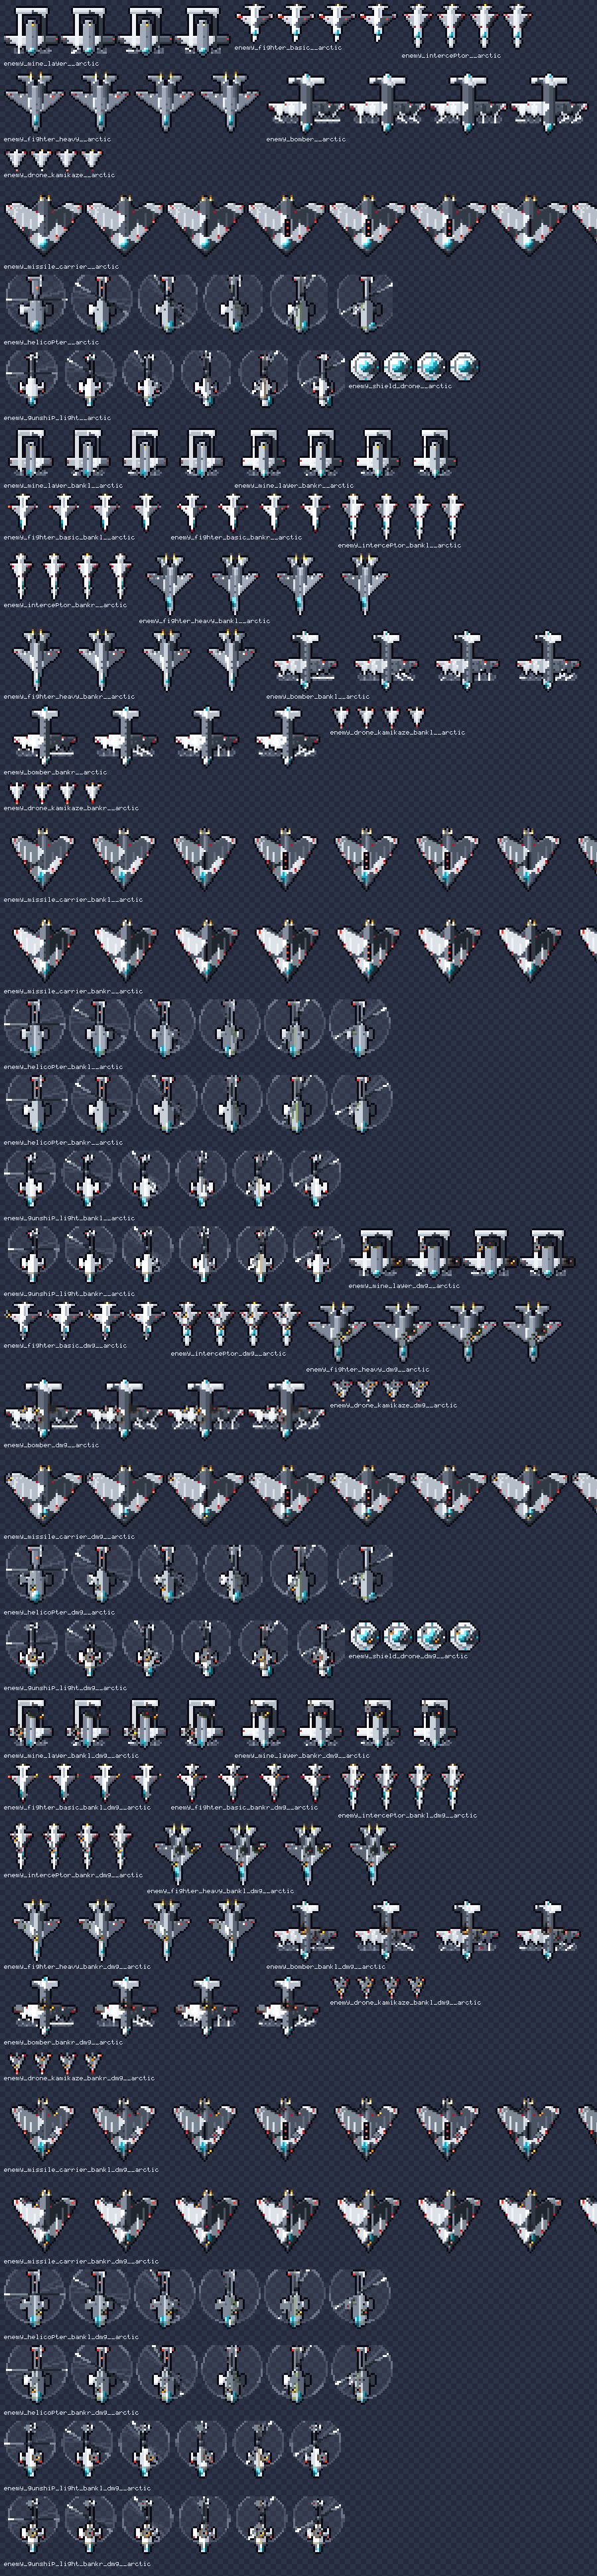 enemy_mine_layer__arctic
enemy_fighter_basic__arctic
enemy_interceptor__arctic
enemy_fighter_heavy__arctic
enemy_bomber__arctic
enemy_drone_kamikaze__arctic
enemy_missile_carrier__arctic
enemy_helicopter__arctic
enemy_gunship_light__arctic
enemy_shield_drone__arctic
enemy_mine_layer_bankl__arctic
enemy_mine_layer_bankr__arctic
enemy_fighter_basic_bankl__arctic
enemy_fighter_basic_bankr__arctic
enemy_interceptor_bankl__arctic
enemy_interceptor_bankr__arctic
enemy_fighter_heavy_bankl__arctic
enemy_fighter_heavy_bankr__arctic
enemy_bomber_bankl__arctic
enemy_bomber_bankr__arctic
enemy_drone_kamikaze_bankl__arctic
enemy_drone_kamikaze_bankr__arctic
enemy_missile_carrier_bankl__arctic
enemy_missile_carrier_bankr__arctic
enemy_helicopter_bankl__arctic
enemy_helicopter_bankr__arctic
enemy_gunship_light_bankl__arctic
enemy_gunship_light_bankr__arctic
enemy_mine_layer_dmg__arctic
enemy_fighter_basic_dmg__arctic
enemy_interceptor_dmg__arctic
enemy_fighter_heavy_dmg__arctic
enemy_bomber_dmg__arctic
enemy_drone_kamikaze_dmg__arctic
enemy_missile_carrier_dmg__arctic
enemy_helicopter_dmg__arctic
enemy_gunship_light_dmg__arctic
enemy_shield_drone_dmg__arctic
enemy_mine_layer_bankl_dmg__arctic
enemy_mine_layer_bankr_dmg__arctic
enemy_fighter_basic_bankl_dmg__arctic
enemy_fighter_basic_bankr_dmg__arctic
enemy_interceptor_bankl_dmg__arctic
enemy_interceptor_bankr_dmg__arctic
enemy_fighter_heavy_bankl_dmg__arctic
enemy_fighter_heavy_bankr_dmg__arctic
enemy_bomber_bankl_dmg__arctic
enemy_bomber_bankr_dmg__arctic
enemy_drone_kamikaze_bankl_dmg__arctic
enemy_drone_kamikaze_bankr_dmg__arctic
enemy_missile_carrier_bankl_dmg__arctic
enemy_missile_carrier_bankr_dmg__arctic
enemy_helicopter_bankl_dmg__arctic
enemy_helicopter_bankr_dmg__arctic
enemy_gunship_light_bankl_dmg__arctic
enemy_gunship_light_bankr_dmg__arctic